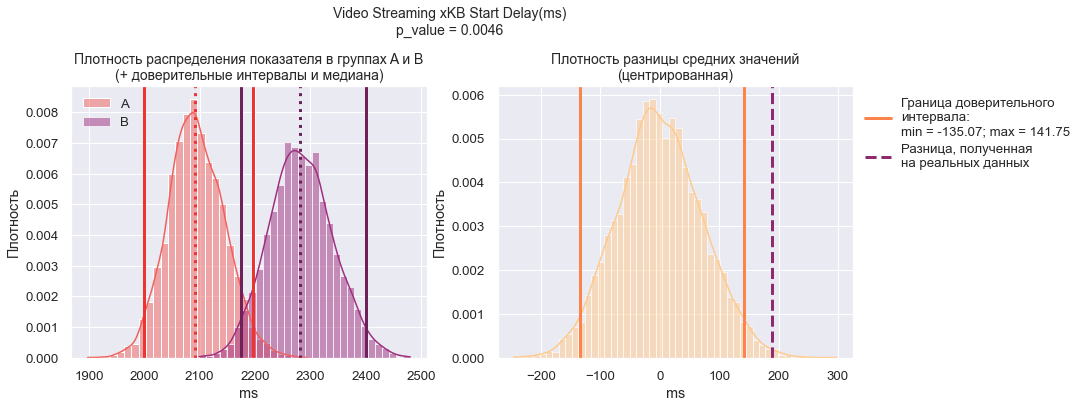 Video Streaming xKB Start Delay(ms)
p_value = 0.0046
Плотность распределения показателя в группах A и B
(+ доверительные интервалы и медиана)
A
B
0.008
0.007
0.006
0.005
0.004
0.003
0.002
0.001
0.000
Плотность
1900
2000
2100
2200
2300
2400
2500
ms
Плотность разницы средних значений
(центрированная)
0.006
0.005
0.004
0.003
0.002
0.001
0.000
Плотность
−200
−100
0
100
200
300
ms
Граница доверительного
интервала:
min = -135.07; max = 141.75
Разница, полученная
на реальных данных